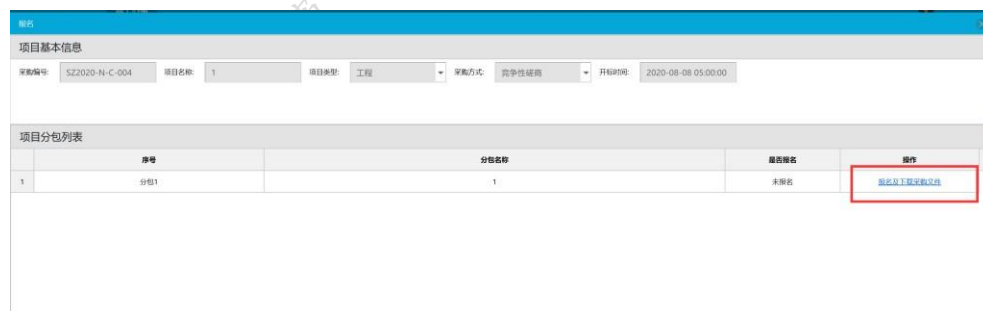 报名
项目基本信息
采购编号: SZ2020-N-C-004 项目名称: 1 项目类型: 工程 采购方式: 竞争性磋商 开标时间: 2020-08-08 05:00:00
项目分包列表
序号 分包名称 是否报名 操作
1 分包1 1 未报名 报名及下载采购文件